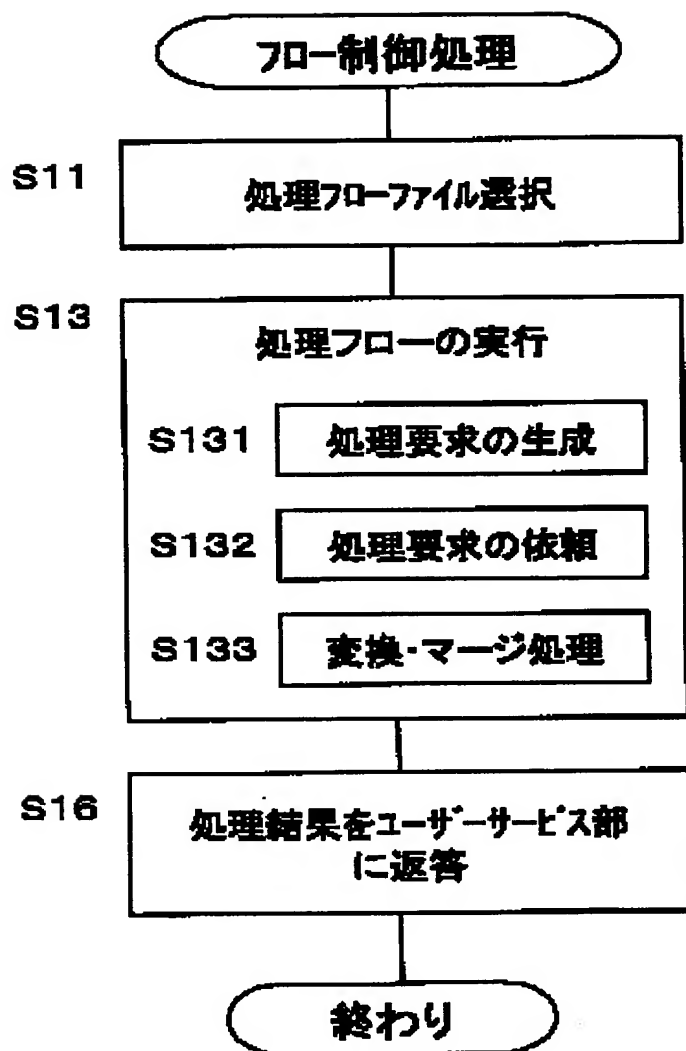 フロー制御処理
S11
処理フローファイル選択
S13
処理フローの実行
S131 処理要求の生成
S132 処理要求の依頼
S133 変換・マージ処理
S16
処理結果をユーザーサービス部
に返答
終わり